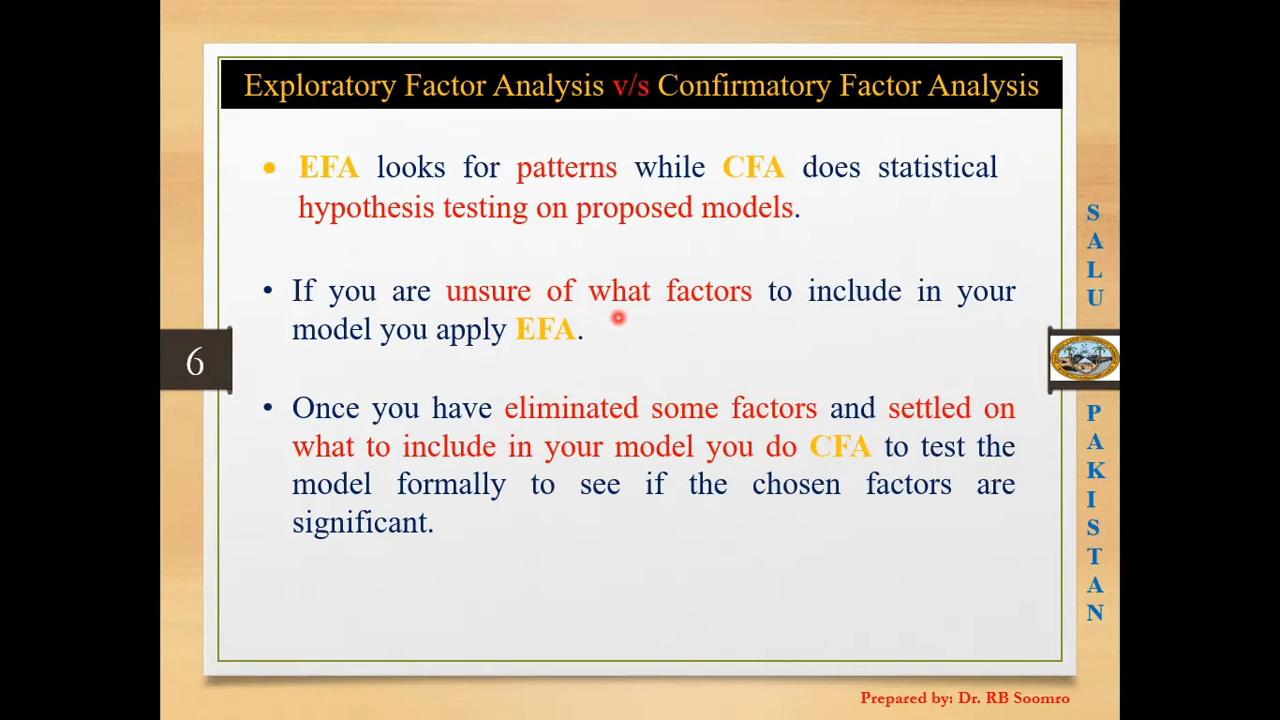 Exploratory Factor Analysis v/s Confirmatory Factor Analysis
• EFA looks for patterns while CFA does statistical
hypothesis testing on proposed models.
• If you are unsure of what factors to include in your
model you apply EFA.
• Once you have eliminated some factors and settled on
what to include in your model you do CFA to test the
model formally to see if the chosen factors are
significant.
6
S
A
L
U
P
A
K
I
S
T
A
N
Prepared by: Dr. RB Soomro